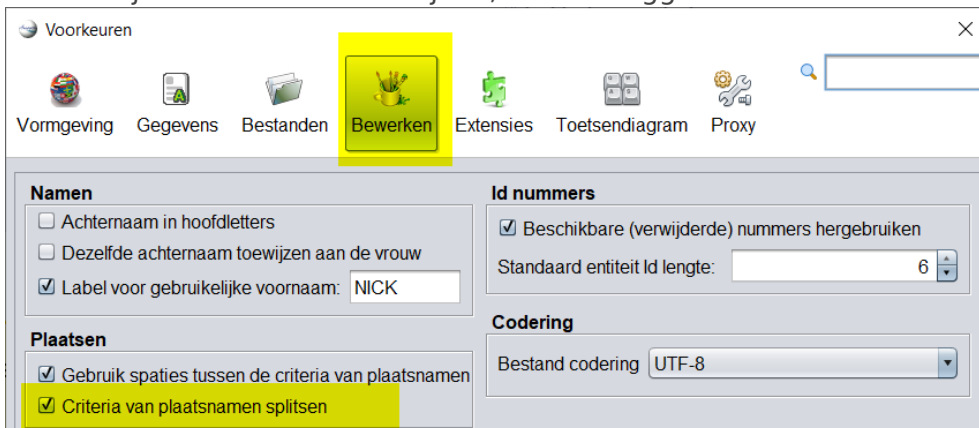 Voorkeuren
Vormgeving Gegevens Bestanden Bewerken Extensies Toetsendiagram Proxy
Namen
Achternaam in hoofdletters
Dezelfde achternaam toewijzen aan de vrouw
Label voor gebruikelijke voornaam: NICK
Plaatsen
Gebruik spaties tussen de criteria van plaatsnamen
Criteria van plaatsnamen splitsen
Id nummers
Beschikbare (verwijderde) nummers hergebruiken
Standaard entiteit Id lengte: 6
Codering
Bestand codering UTF-8